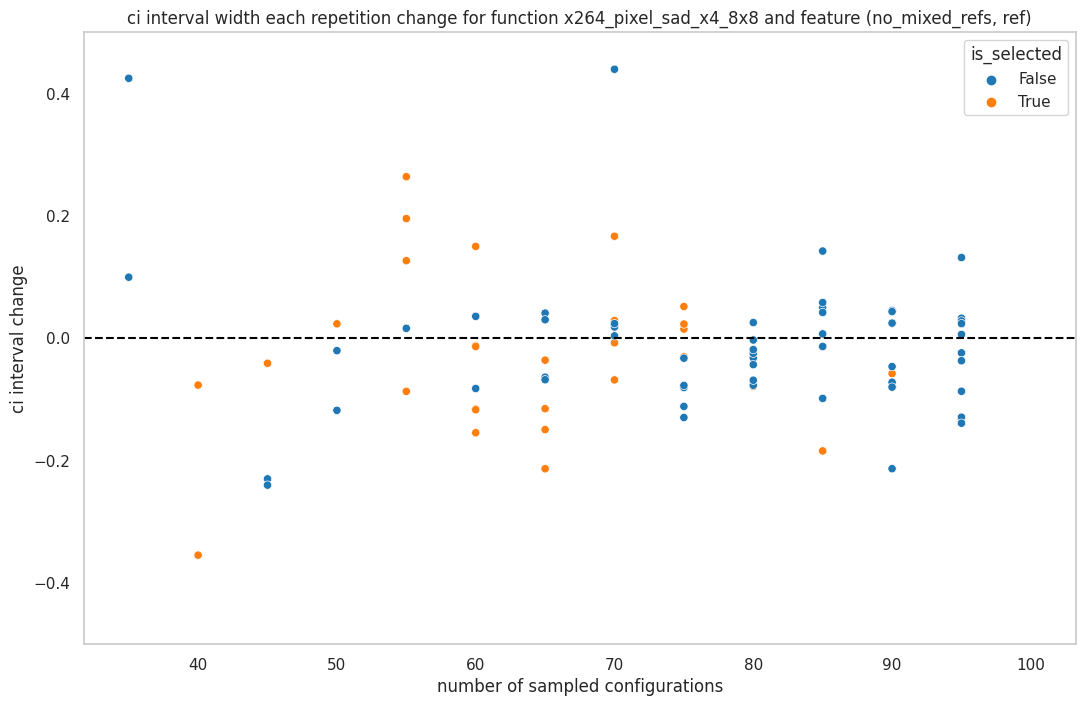 ci interval width each repetition change for function x264_pixel_sad_x4_8x8 and feature (no_mixed_refs, ref)
is_selected
False
True
ci interval change
0.4
0.2
0.0
−0.2
−0.4
40 50 60 70 80 90 100
number of sampled configurations